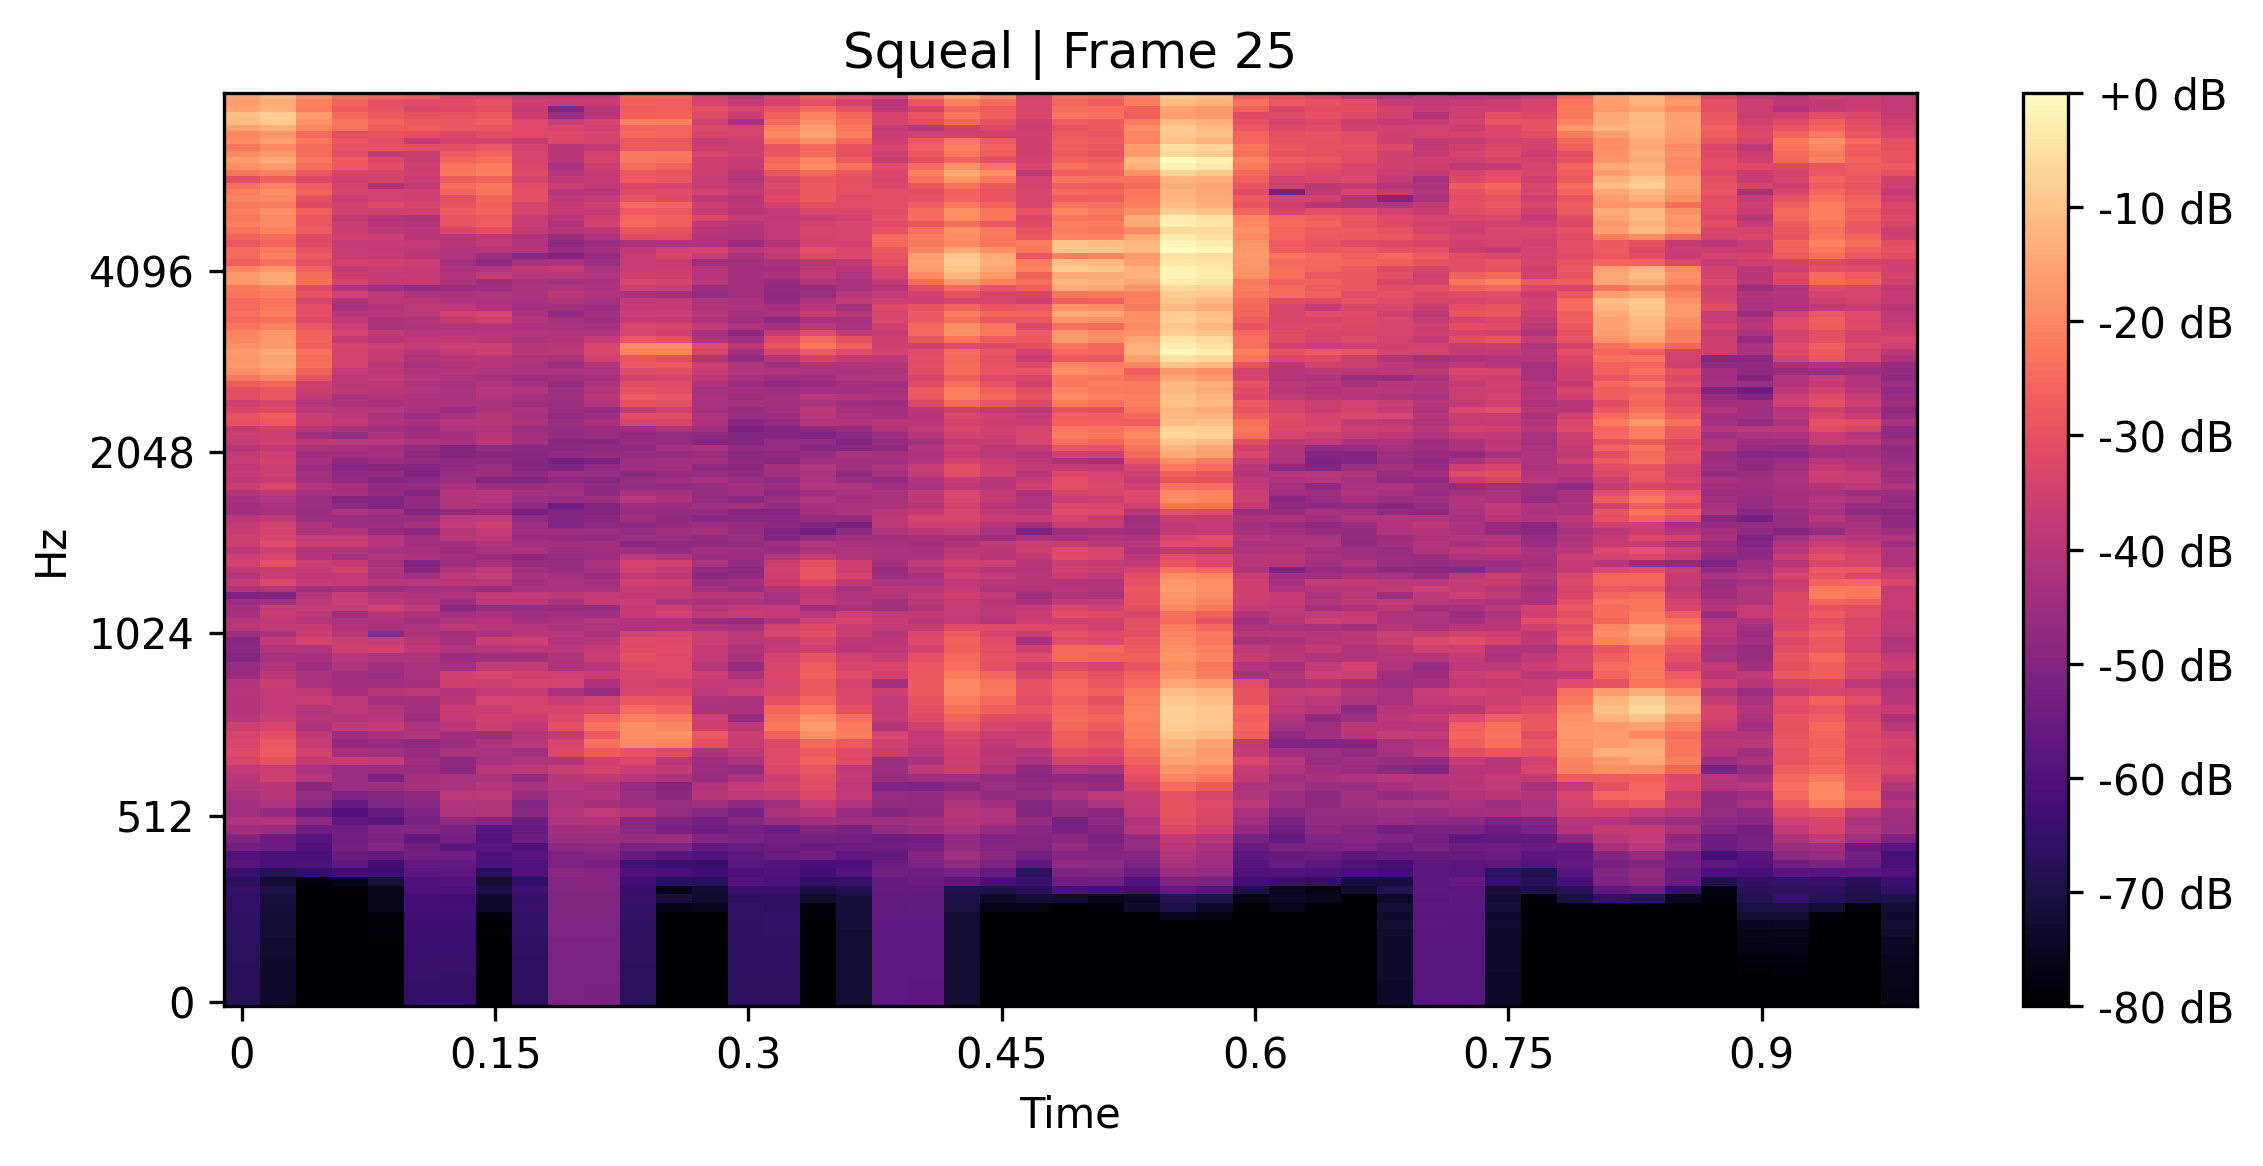 Squeal | Frame 25
Hz
4096
2048
1024
512
0
0 0.15 0.3 0.45 0.6 0.75 0.9
Time
+0 dB
-10 dB
-20 dB
-30 dB
-40 dB
-50 dB
-60 dB
-70 dB
-80 dB